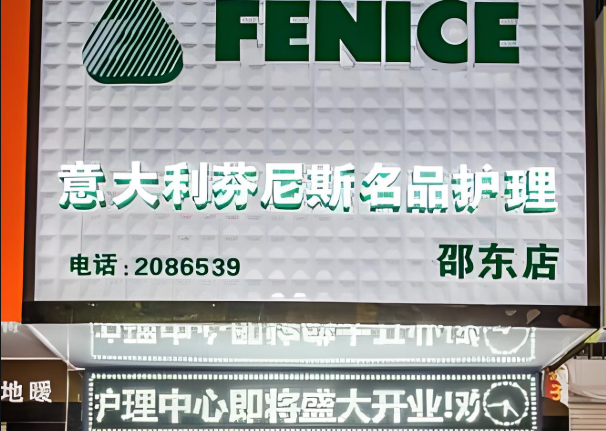 FENICE
意大利芬尼斯名品护理
电话:2086539
邵东店
地暖
护理中心即将盛大开业!欢